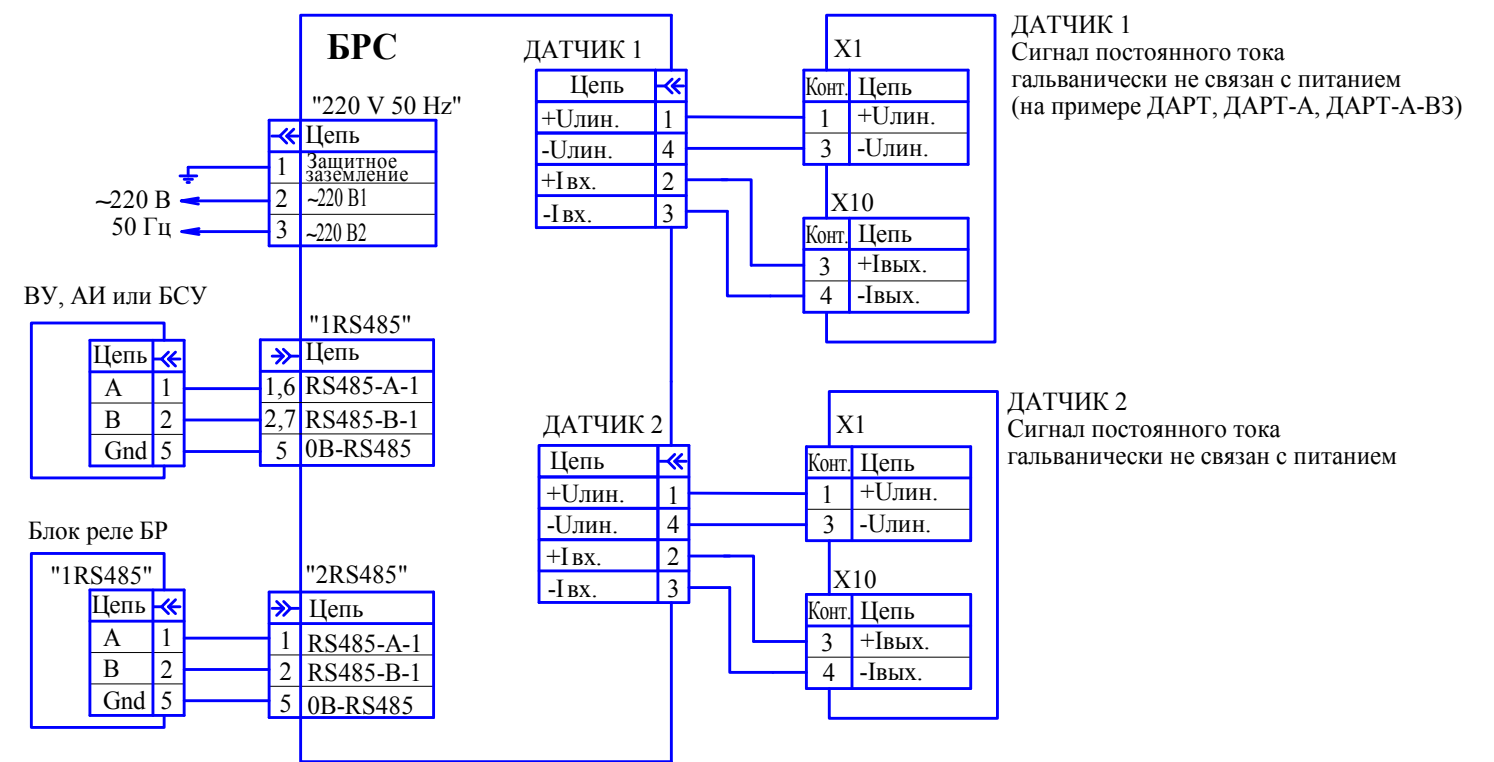 БРС
"220 V 50 Hz"
Цепь
1 Защитное
заземление
2 ~220 В1
3 ~220 В2
~220 В
50 Гц
ВУ, АИ или БСУ
Цепь
А 1
В 2
Gnd 5
"1RS485"
Цепь
1,6 RS485-A-1
2,7 RS485-B-1
5 0В-RS485
Блок реле БР
"1RS485"
Цепь
А 1
В 2
Gnd 5
"2RS485"
Цепь
1 RS485-A-1
2 RS485-B-1
5 0В-RS485
ДАТЧИК 1
Цепь
+Uлин. 1
-Uлин. 4
+I вх. 2
-I вх. 3
X1
Конт. Цепь
1 +Uлин.
3 -Uлин.
X10
Конт. Цепь
3 +Iвых.
4 -Iвых.
ДАТЧИК 1
Сигнал постоянного тока
гальванически не связан с питанием
(на примере ДАРТ, ДАРТ-А, ДАРТ-А-ВЗ)
ДАТЧИК 2
Цепь
+Uлин. 1
-Uлин. 4
+I вх. 2
-I вх. 3
X1
Конт. Цепь
1 +Uлин.
3 -Uлин.
X10
Конт. Цепь
3 +Iвых.
4 -Iвых.
ДАТЧИК 2
Сигнал постоянного тока
гальванически не связан с питанием